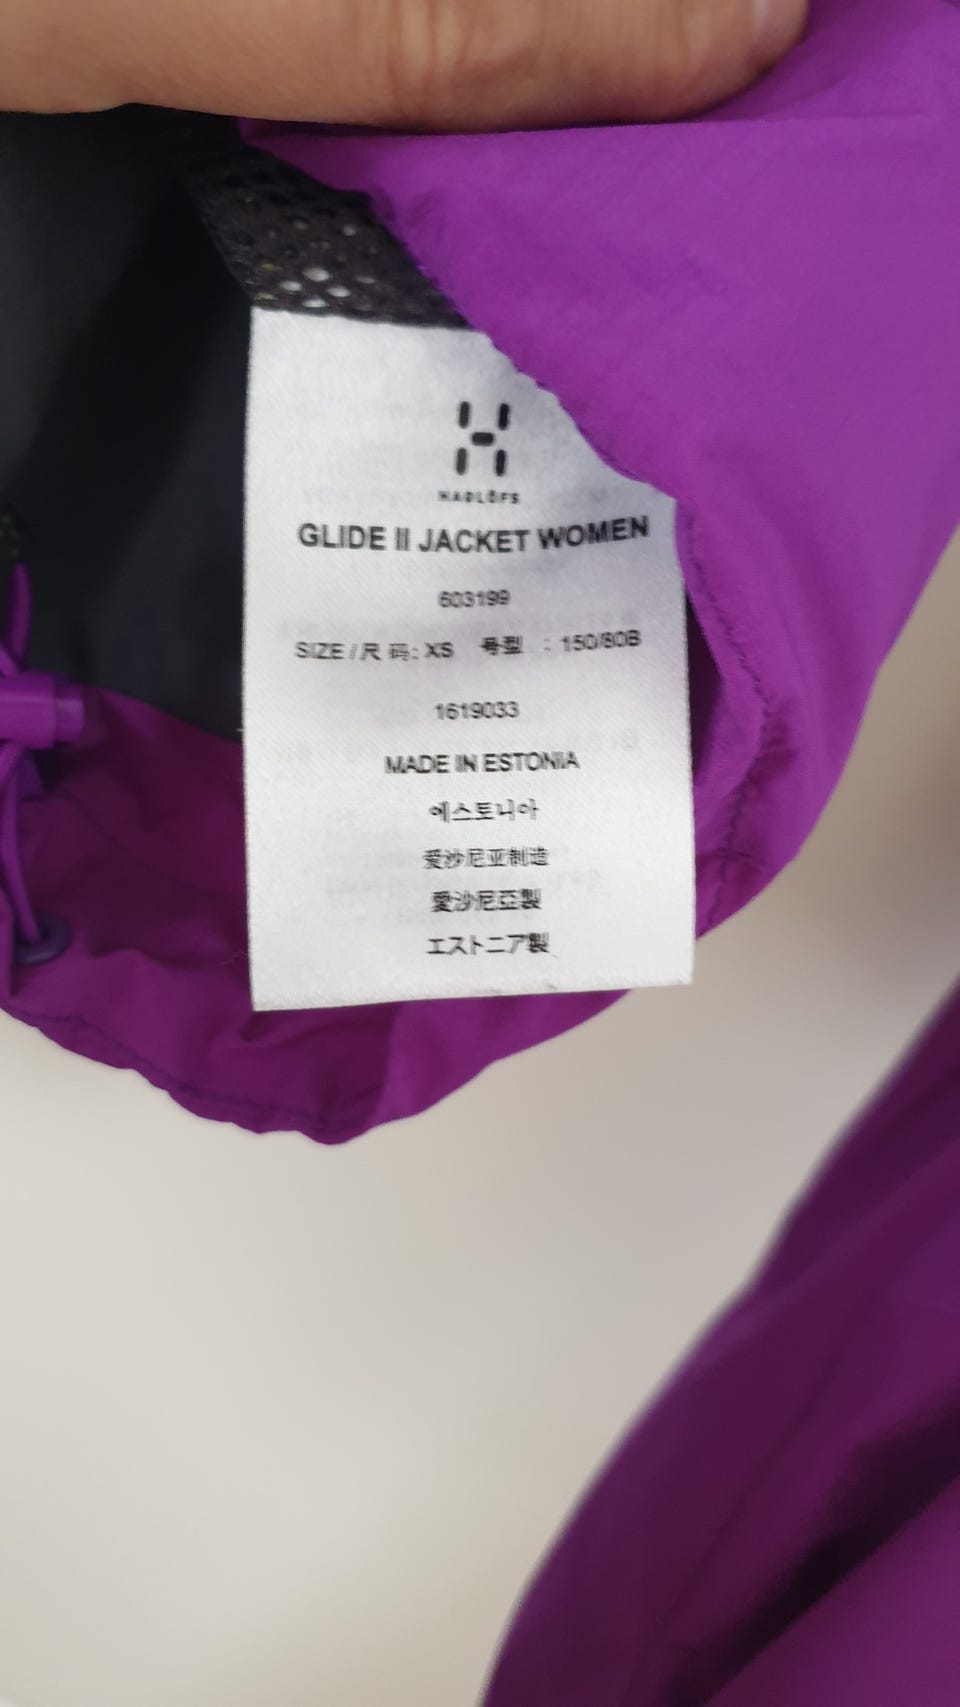 HAGLÖFS
GLIDE II JACKET WOMEN
603199
SIZE / 尺 码: XS 号型 : 150/80B
1619033
MADE IN ESTONIA
에스토니아
爱沙尼亚制造
愛沙尼亞製
エストニア製